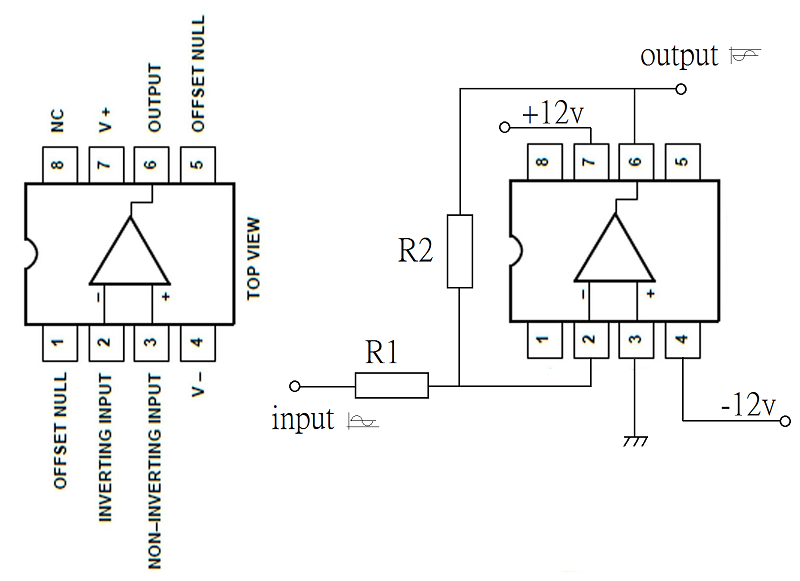 NC
V +
OUTPUT
OFFSET NULL
8
7
6
5
TOP VIEW
–
+
1
2
3
4
OFFSET NULL
INVERTING INPUT
NON–INVERTING INPUT
V –
output
+12v
8
7
6
5
R2
–
+
1
2
3
4
R1
input
-12v